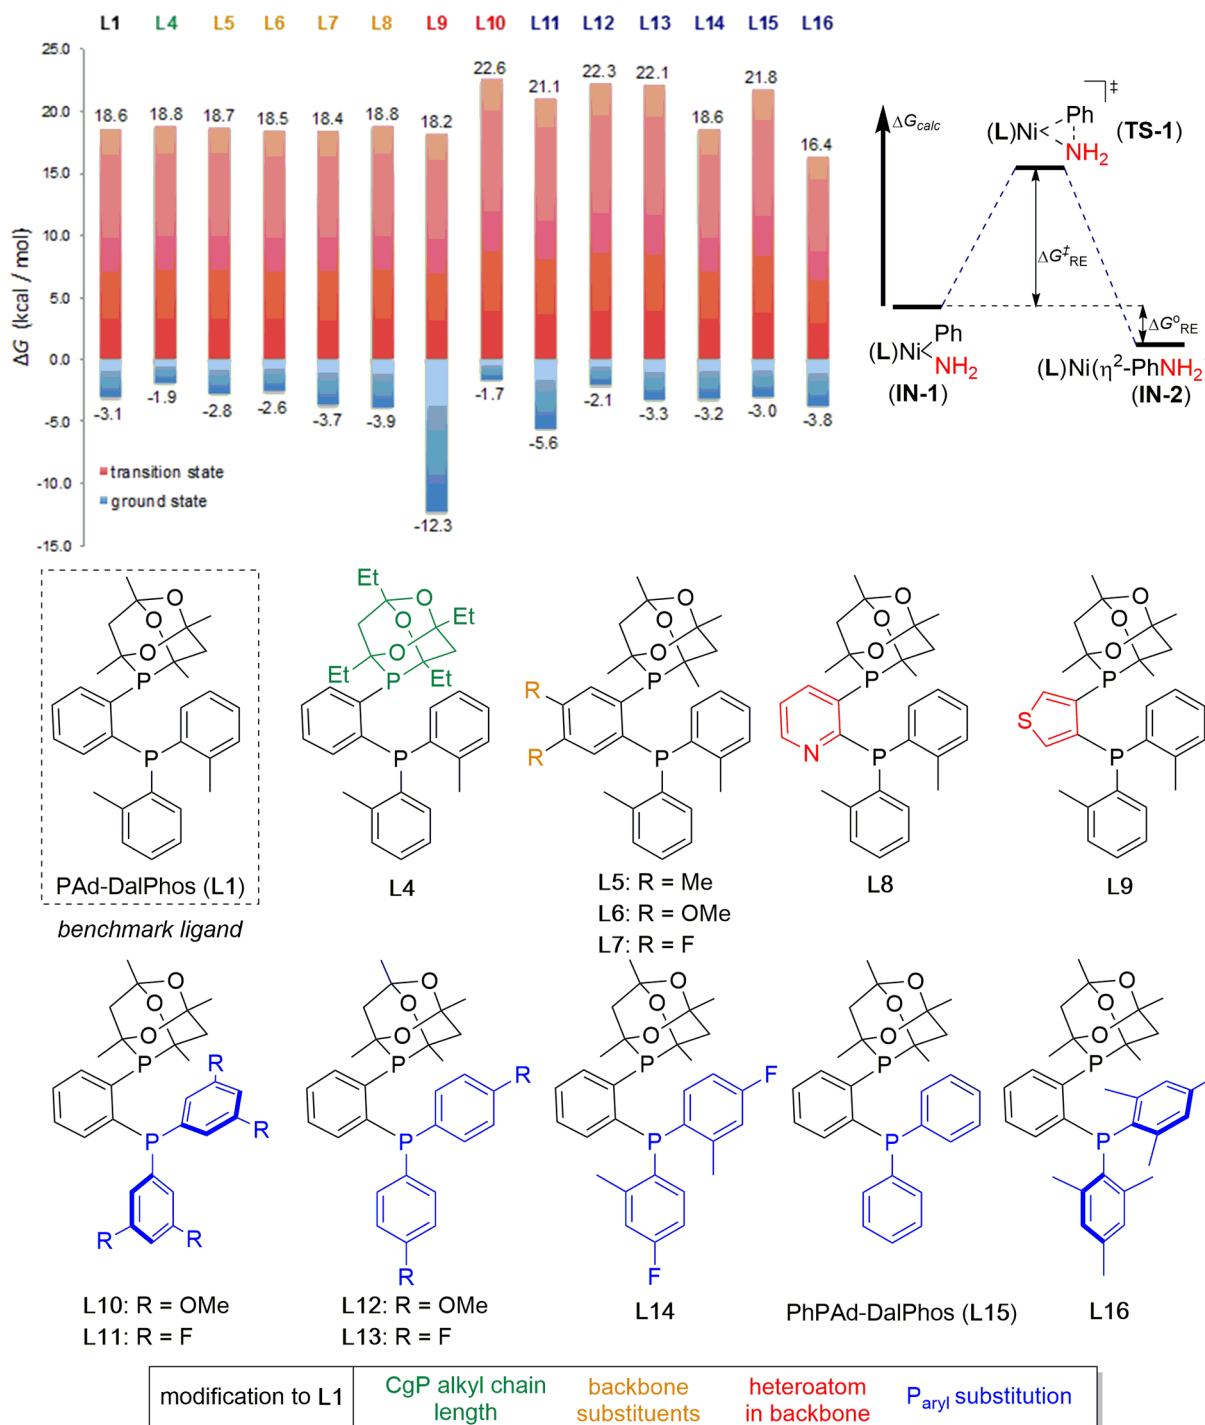 L1 L4 L5 L6 L7 L8 L9 L10 L11 L12 L13 L14 L15 L16
25.0
20.0
15.0
10.0
5.0
0.0
-5.0
-10.0
-15.0
ΔG (kcal / mol)
18.6 18.8 18.7 18.5 18.4 18.8 18.2 22.6 21.1 22.3 22.1 18.6 21.8 16.4
-3.1 -1.9 -2.8 -2.6 -3.7 -3.9 -12.3 -1.7 -5.6 -2.1 -3.3 -3.2 -3.0 -3.8
transition state
ground state
ΔGcalc
‡
(L)Ni Ph NH2 (TS-1)
ΔG‡RE
ΔGoRE
(L)Ni Ph NH2
(IN-1)
(L)Ni(η2-PhNH2)
(IN-2)
O O O P P
PAd-DalPhos (L1)
benchmark ligand
Et Et Et Et O O O P P
L4
R R O O O P P
L5: R = Me
L6: R = OMe
L7: R = F
O O O P N P
L8
O O O P S P
L9
O O O P P R R R R
L10: R = OMe
L11: R = F
O O O P P R R
L12: R = OMe
L13: R = F
O O O P P F F
L14
O O O P P
PhPAd-DalPhos (L15)
O O O P P
L16
modification to L1
CgP alkyl chain
length
backbone
substituents
heteroatom
in backbone
Paryl substitution